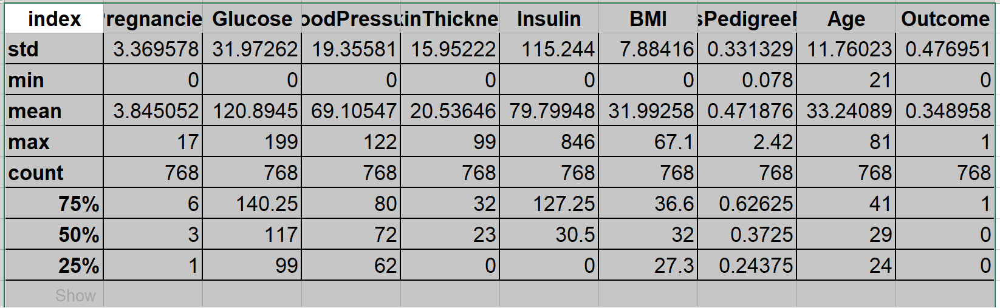 index Pregnancie Glucose oodPressu inThickne Insulin BMI sPedigreeF Age Outcome
std 3.369578 31.97262 19.35581 15.95222 115.244 7.88416 0.331329 11.76023 0.476951
min 0 0 0 0 0 0 0.078 21 0
mean 3.845052 120.8945 69.10547 20.53646 79.79948 31.99258 0.471876 33.24089 0.348958
max 17 199 122 99 846 67.1 2.42 81 1
count 768 768 768 768 768 768 768 768 768
75% 6 140.25 80 32 127.25 36.6 0.62625 41 1
50% 3 117 72 23 30.5 32 0.3725 29 0
25% 1 99 62 0 0 27.3 0.24375 24 0
Show